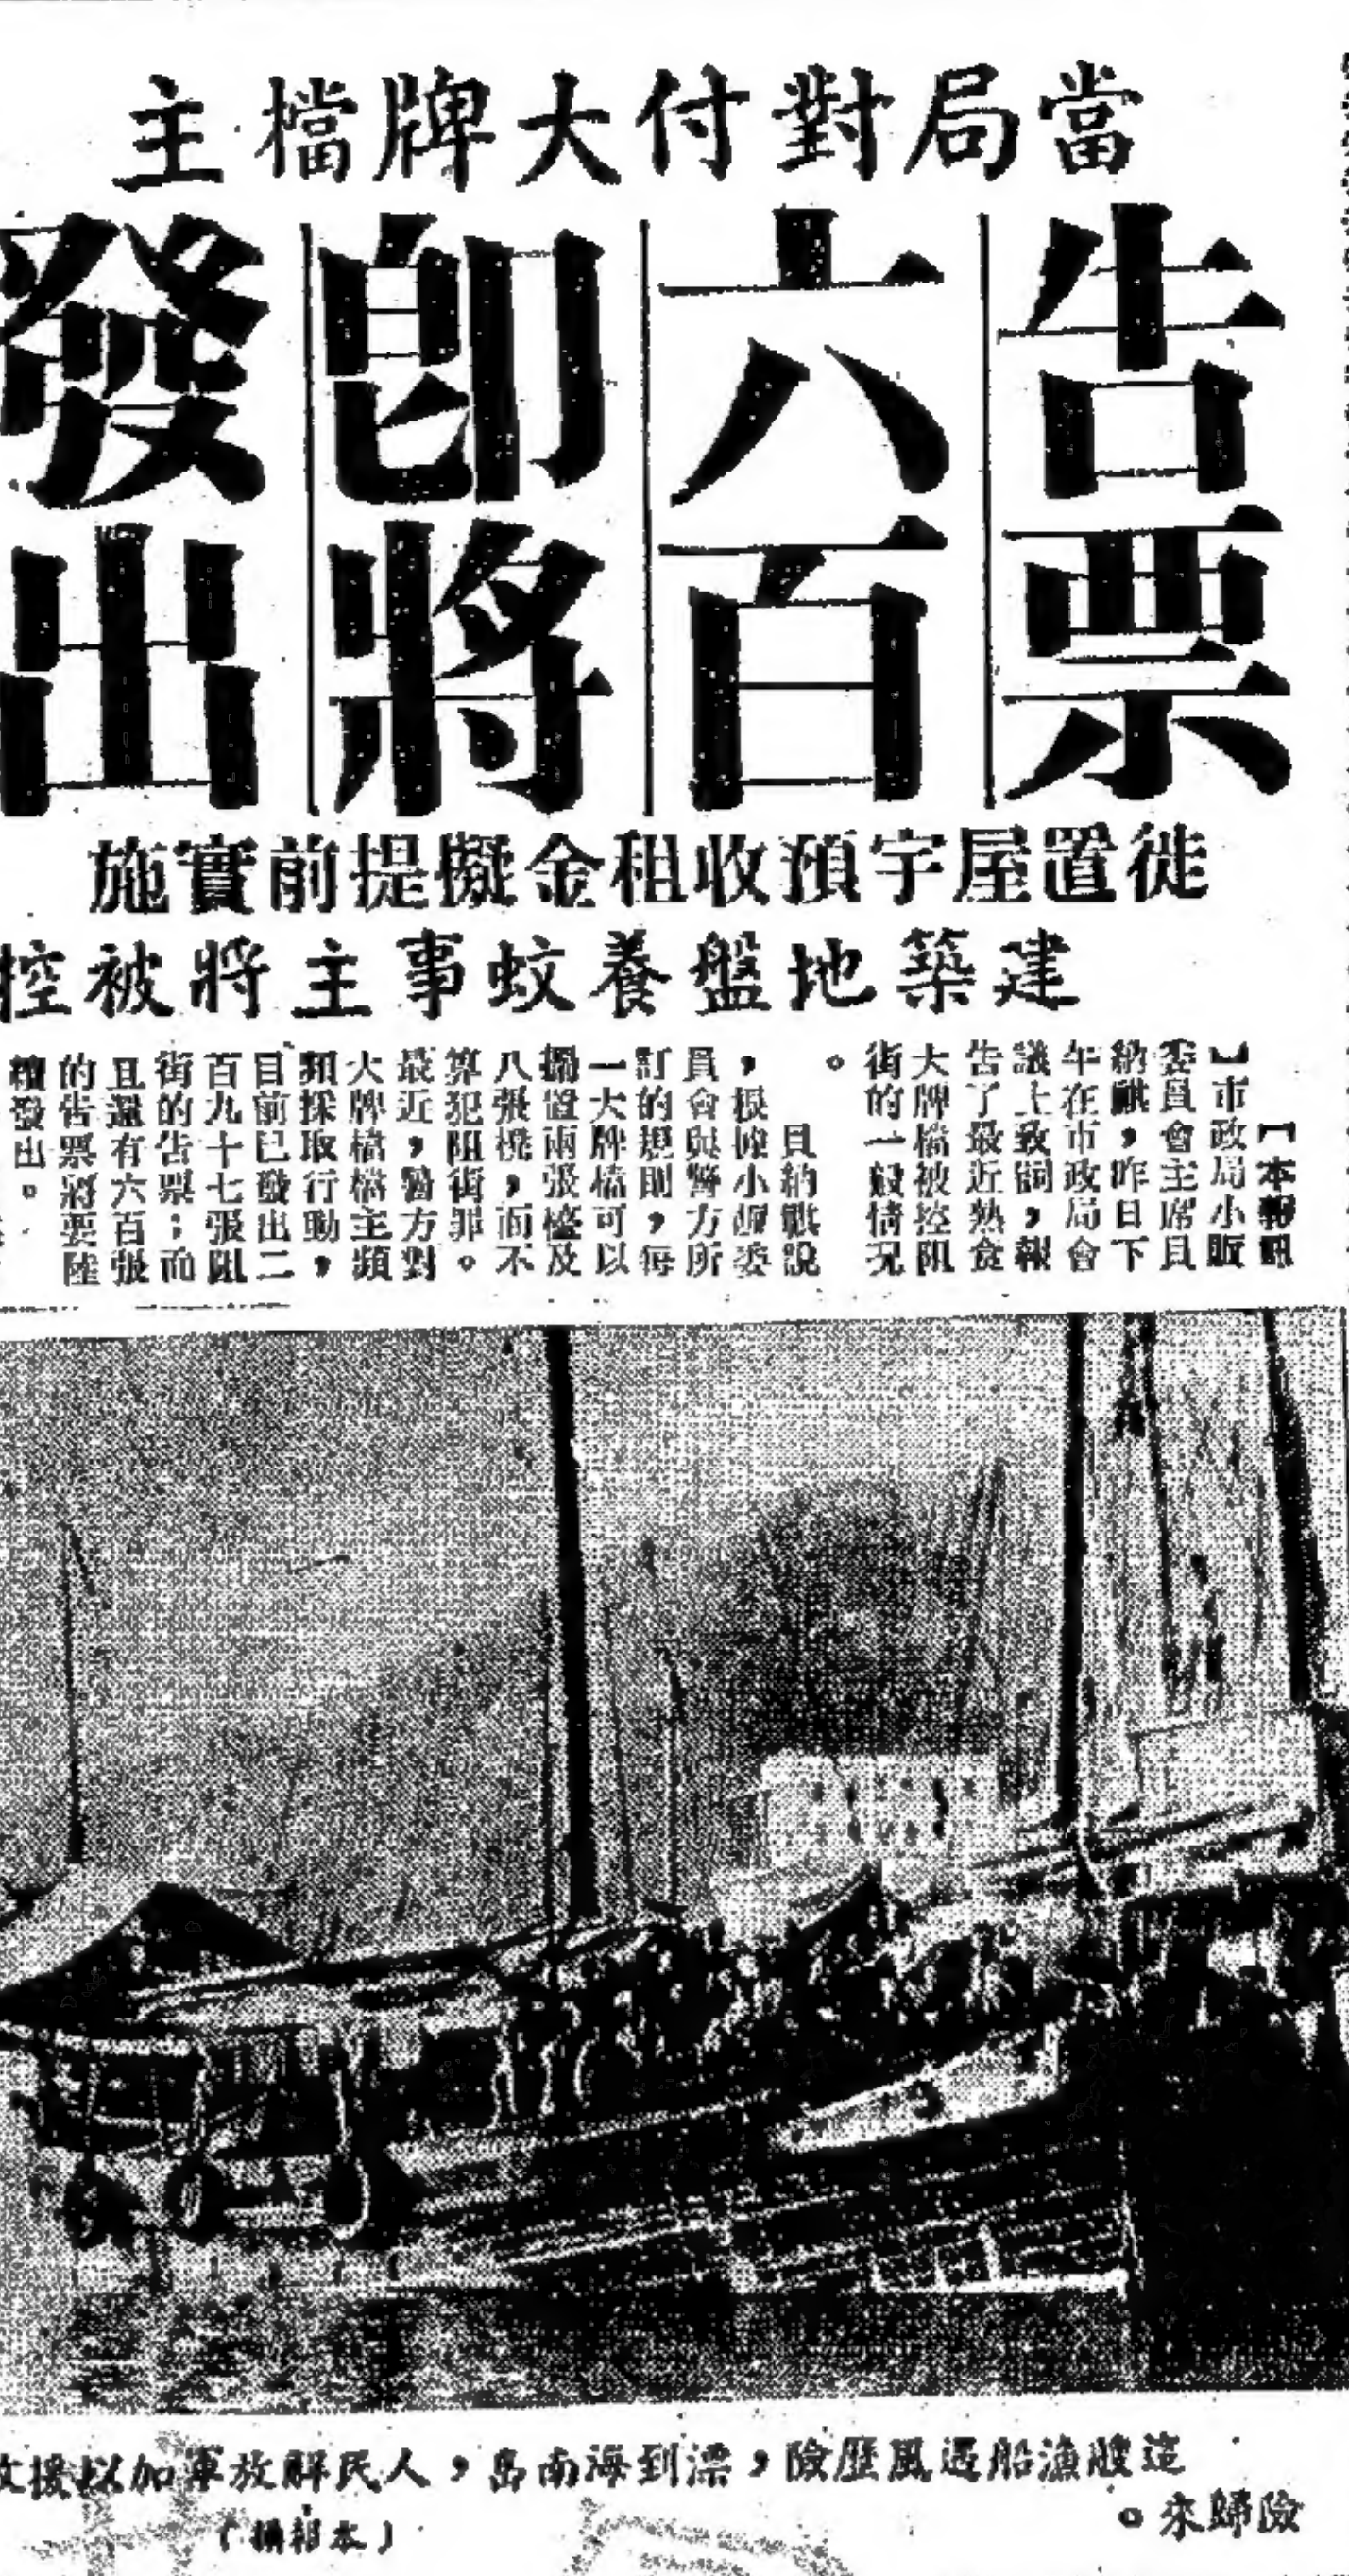 當局對付大牌檔主
告票
六百
即將
發出
徙置屋宇預收租金擬提前實施
建築地盤養蚊事主將被控
【本報訊
】市政局小販
委員會主席貝
納祺，昨日下
午在市政局會
議上致詞，報
告了最近熟食
大牌檔被控阻
街的一般情况
。
貝納祺說
，根據小販委
員會與警方所
訂的規則，每
一大牌檔可以
擺置兩張檯及
八張櫈，而不
算犯阻街罪。
最近，警方對
大牌檔檔主頻
頻採取行動，
目前已發出二
百九十七張阻
街的告票；而
且還有六百張
的告票將要陸
續發出。
這艘漁船遇風歷險，漂到海南島，人民解放軍加以援
險歸來。
（本報攝）